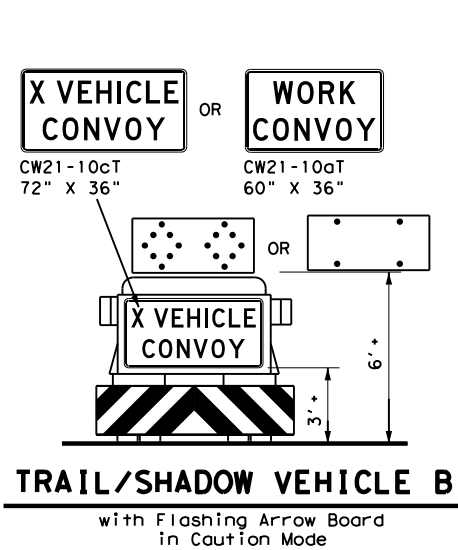 X VEHICLE
CONVOY
OR
WORK
CONVOY
CW21-10cT
72" X 36"
CW21-10aT
60" X 36"
OR
X VEHICLE
CONVOY
3'+
6'+
TRAIL/SHADOW VEHICLE B
with Flashing Arrow Board
in Caution Mode